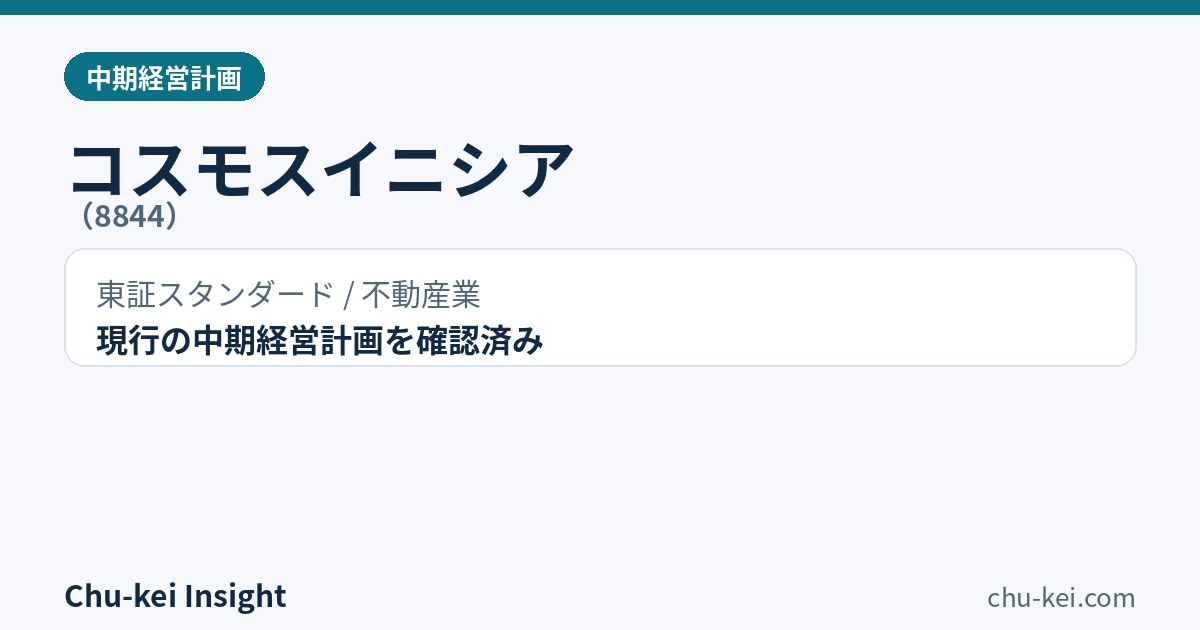 中期経営計画
コスモスイニシア
（8844）
東証スタンダード / 不動産業
現行の中期経営計画を確認済み
Chu-kei Insight
chu-kei.com